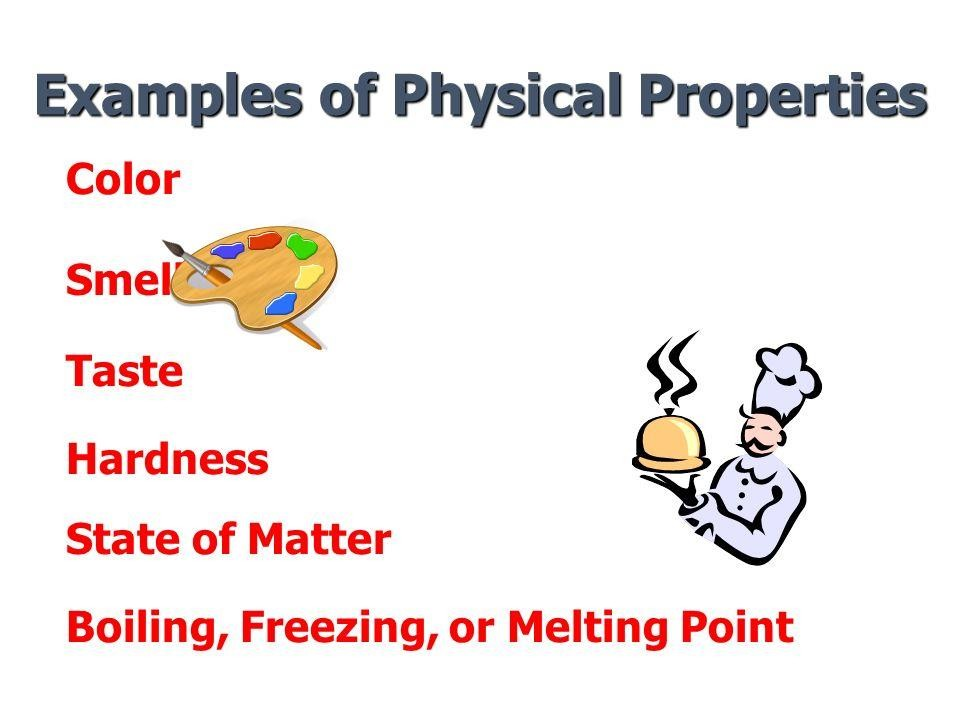 Examples of Physical Properties
Color
Smell
Taste
Hardness
State of Matter
Boiling, Freezing, or Melting Point